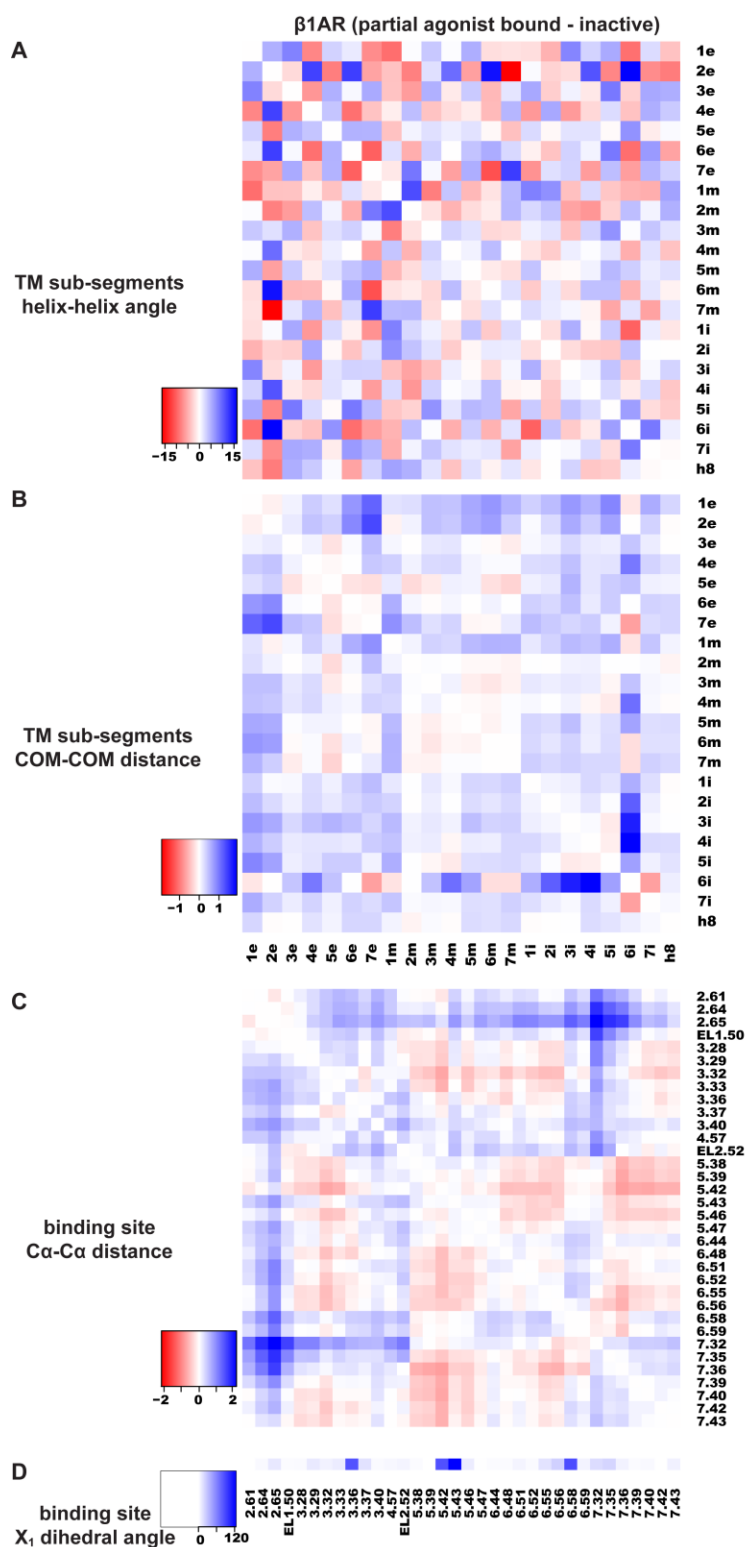 β1AR (partial agonist bound - inactive)
A
1e
2e
3e
4e
5e
6e
7e
1m
2m
3m
4m
5m
6m
7m
1i
2i
3i
4i
5i
6i
7i
h8
TM sub-segments
helix-helix angle
−15 0 15
B
1e
2e
3e
4e
5e
6e
7e
1m
2m
3m
4m
5m
6m
7m
1i
2i
3i
4i
5i
6i
7i
h8
TM sub-segments
COM-COM distance
−1 0 1
1e 2e 3e 4e 5e 6e 7e 1m 2m 3m 4m 5m 6m 7m 1i 2i 3i 4i 5i 6i 7i h8
C
2.61
2.64
2.65
EL1.50
3.28
3.29
3.32
3.33
3.36
3.37
3.40
4.57
EL2.52
5.38
5.39
5.42
5.43
5.46
5.47
6.44
6.48
6.51
6.52
6.55
6.56
6.58
6.59
7.32
7.35
7.36
7.39
7.40
7.42
7.43
binding site
Cα-Cα distance
−2 0 2
D
binding site
X₁ dihedral angle
0 120
2.61 2.64 2.65 EL1.50 3.28 3.29 3.32 3.33 3.36 3.37 3.40 4.57 EL2.52 5.38 5.39 5.42 5.43 5.46 5.47 6.44 6.48 6.51 6.52 6.55 6.56 6.58 6.59 7.32 7.35 7.36 7.39 7.40 7.42 7.43